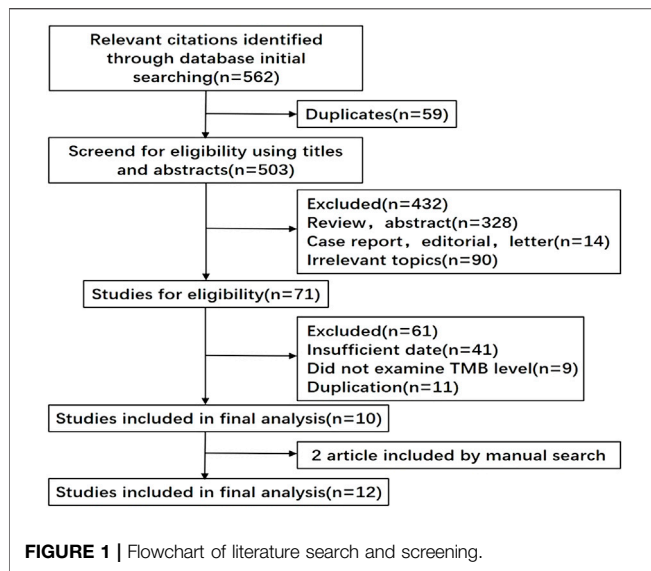 Relevant citations identified
through database initial
searching(n=562)
Duplicates(n=59)
Screend for eligibility using titles
and abstracts(n=503)
Excluded(n=432)
Review，abstract(n=328)
Case report，editorial，letter(n=14)
Irrelevant topics(n=90)
Studies for eligibility(n=71)
Excluded(n=61)
Insufficient date(n=41)
Did not examine TMB level(n=9)
Duplication(n=11)
Studies included in final analysis(n=10)
2 article included by manual search
Studies included in final analysis(n=12)
FIGURE 1 | Flowchart of literature search and screening.